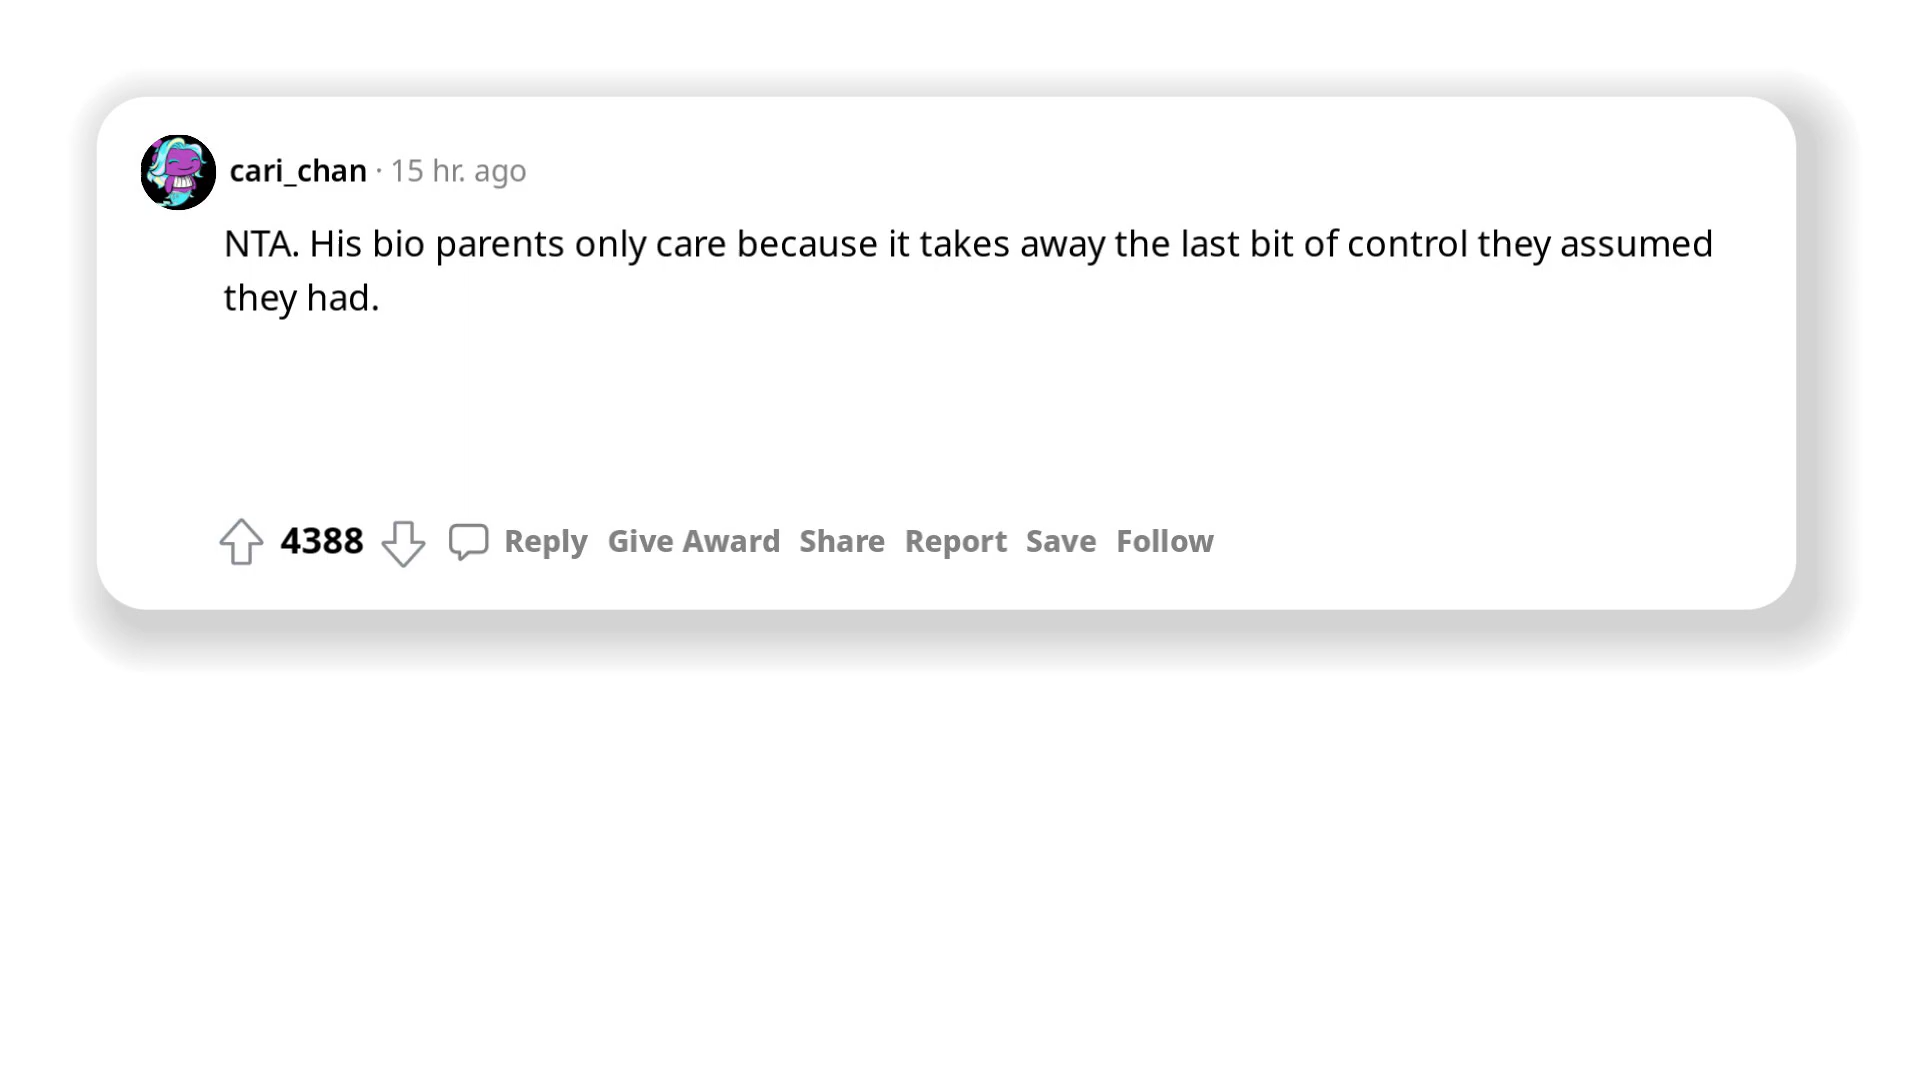 cari_chan · 15 hr. ago
NTA. His bio parents only care because it takes away the last bit of control they assumed
they had.
4388 Reply Give Award Share Report Save Follow